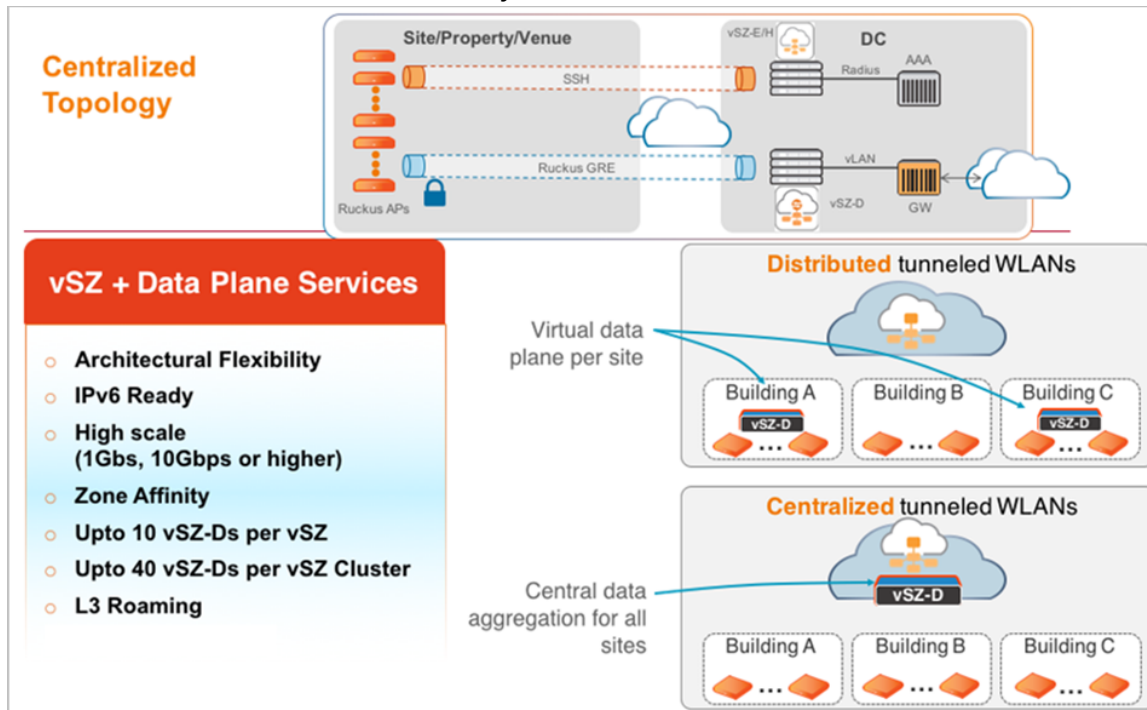 Centralized
Topology
Site/Property/Venue
SSH
Ruckus GRE
Ruckus APs
vSZ-E/H
DC
Radius
AAA
vLAN
vSZ-D
GW
vSZ + Data Plane Services
Architectural Flexibility
IPv6 Ready
High scale
(1Gbs, 10Gbps or higher)
Zone Affinity
Upto 10 vSZ-Ds per vSZ
Upto 40 vSZ-Ds per vSZ Cluster
L3 Roaming
Distributed tunneled WLANs
Virtual data
plane per site
Building A
vSZ-D
...
Building B
...
Building C
vSZ-D
...
Centralized tunneled WLANs
vSZ-D
Central data
aggregation for all
sites
Building A
...
Building B
...
Building C
...